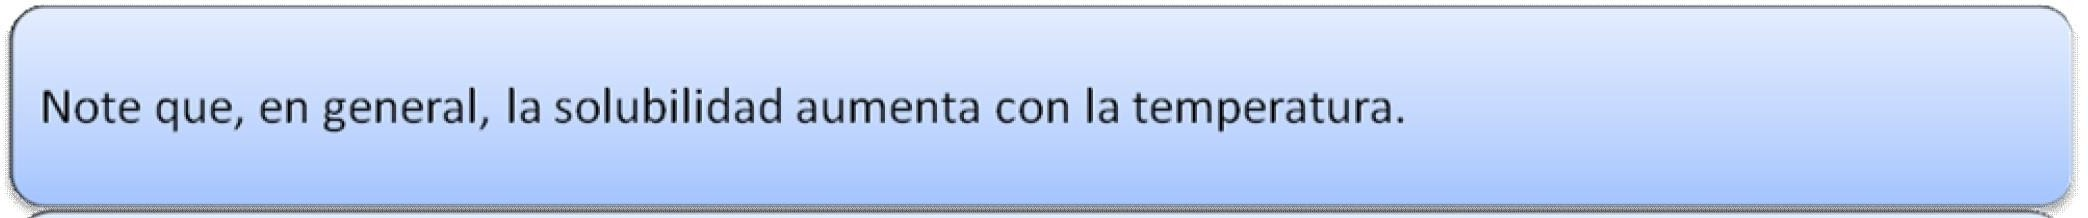 Note que, en general, la solubilidad aumenta con la temperatura.